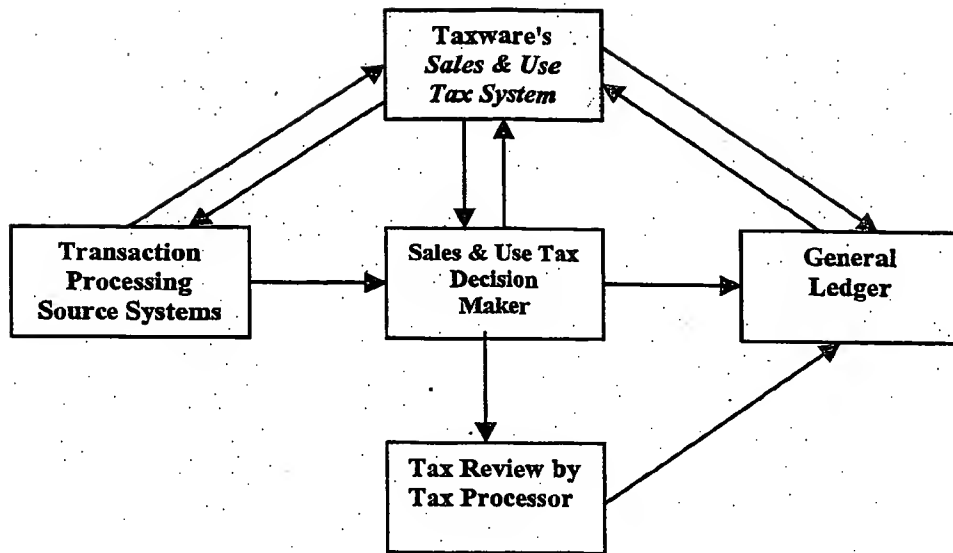 Taxware's
Sales & Use
Tax System
Transaction
Processing
Source Systems
Sales & Use Tax
Decision
Maker
General
Ledger
Tax Review by
Tax Processor